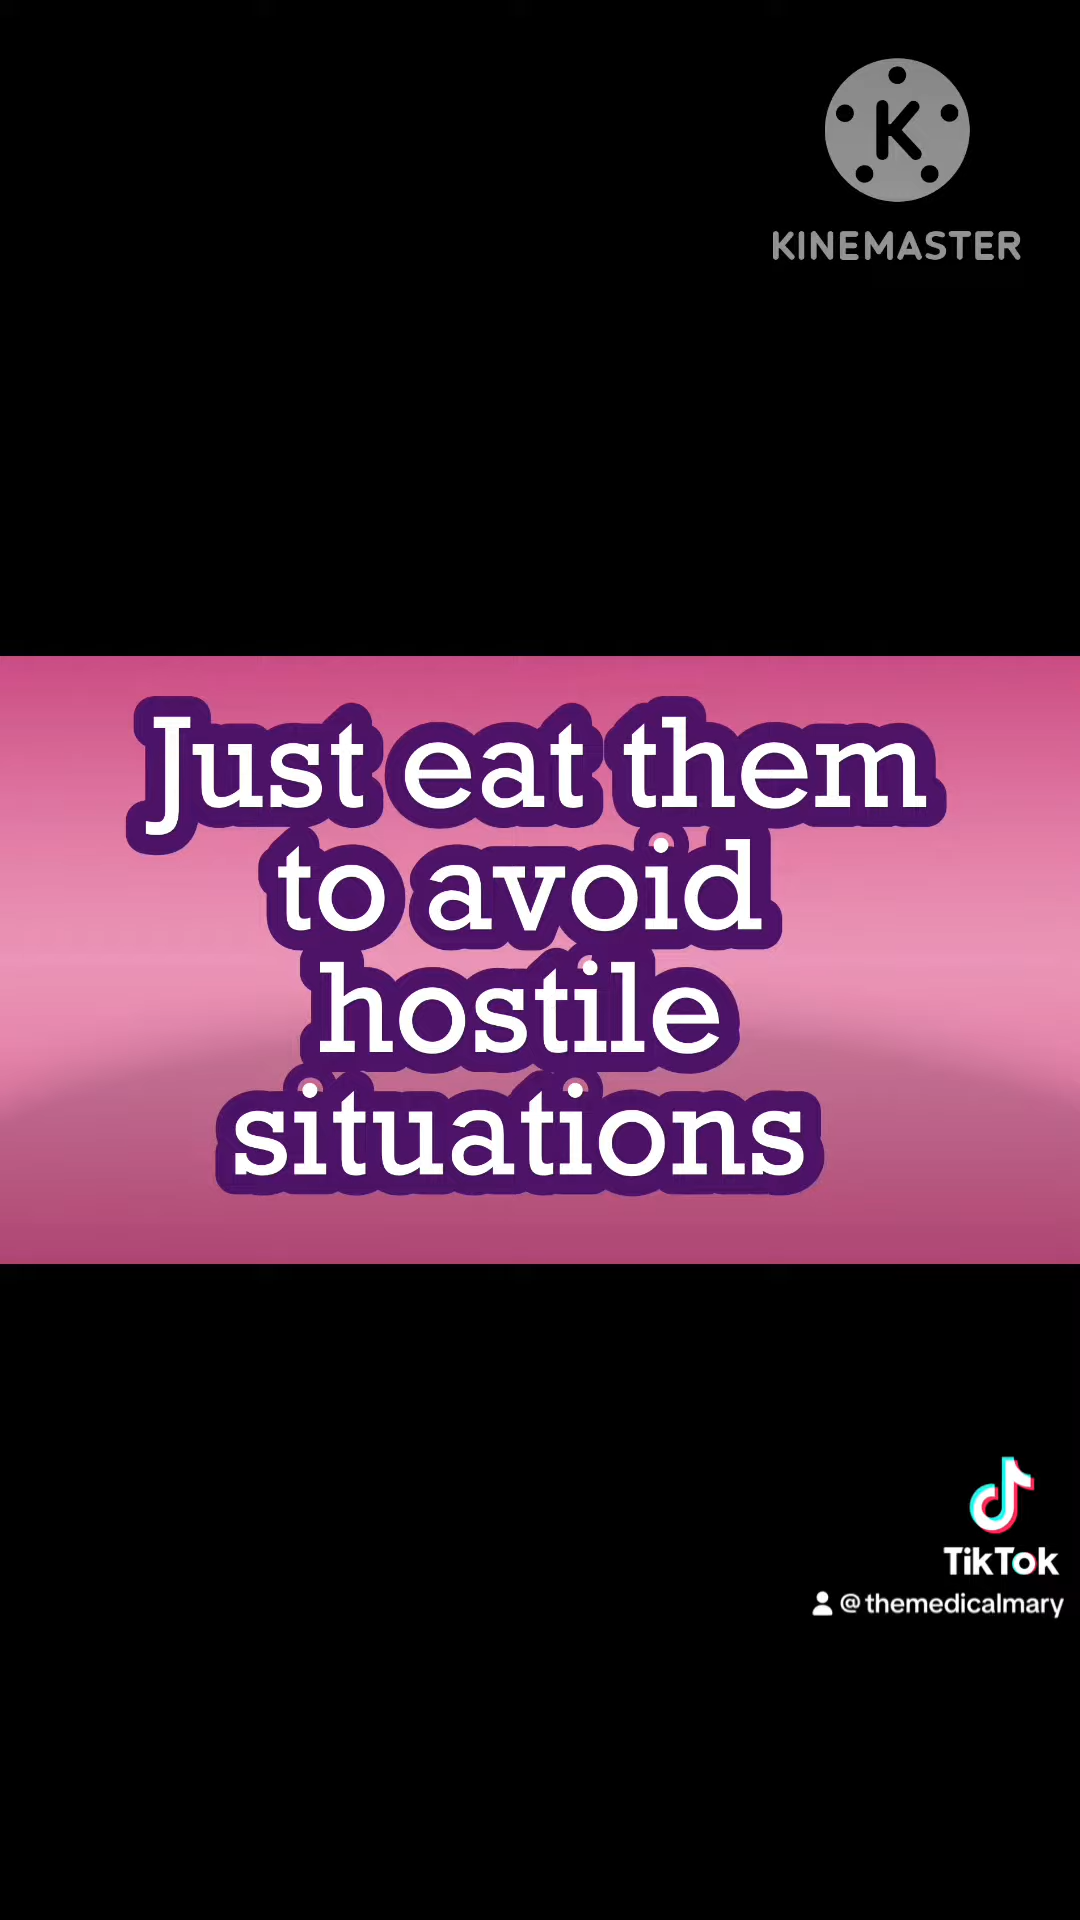 K
KINEMASTER
Just eat them
to avoid
hostile
situations
TikTok
@themedicalmary